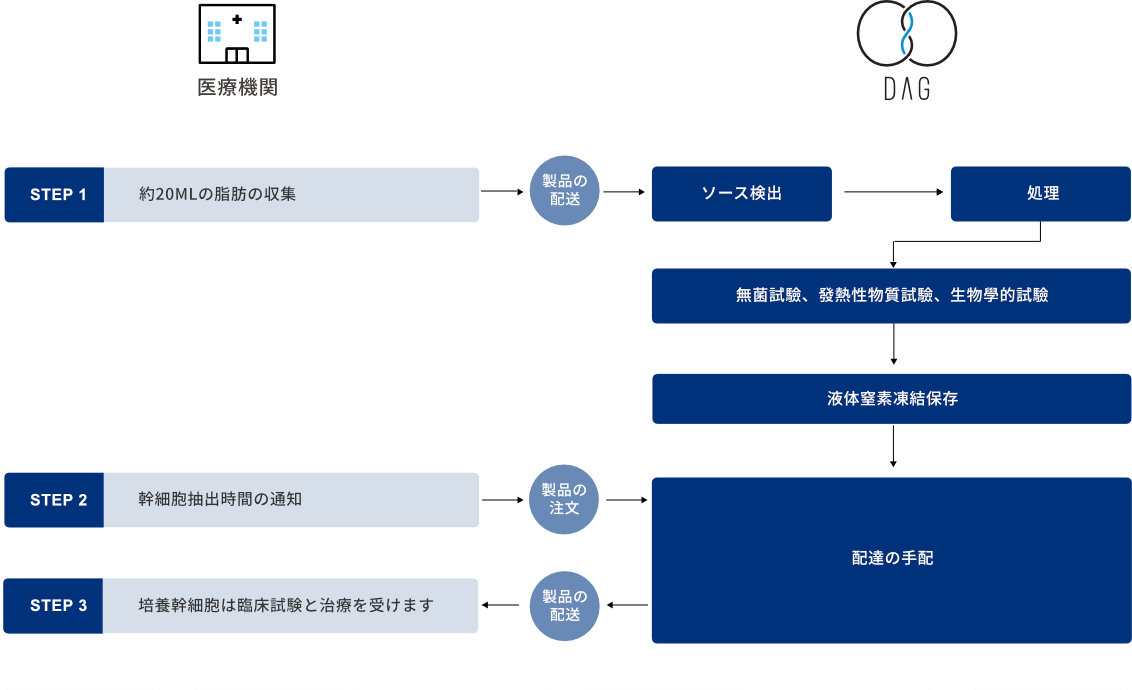 医療機関
DAG
STEP 1
約20MLの脂肪の収集
製品の
配送
ソース検出
処理
無菌試験、發熱性物質試験、生物學的試験
液体窒素凍結保存
STEP 2
幹細胞抽出時間の通知
製品の
注文
配達の手配
STEP 3
培養幹細胞は臨床試験と治療を受けます
製品の
配送